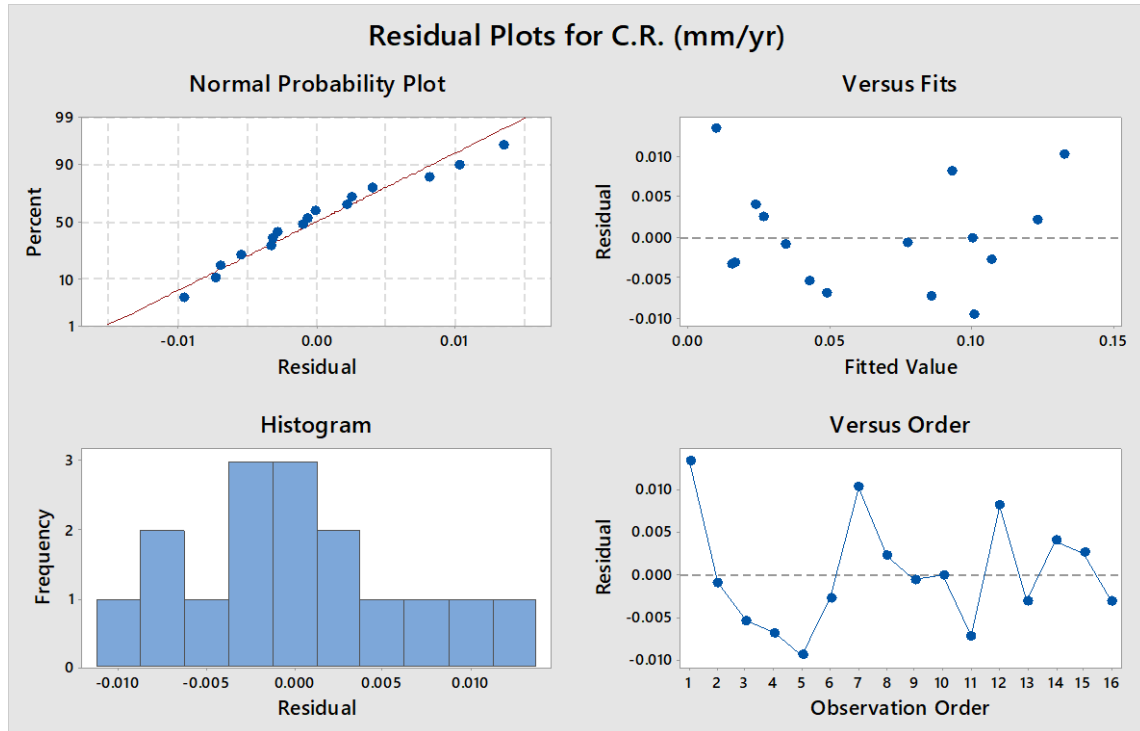 Residual Plots for C.R. (mm/yr)
Normal Probability Plot
99
90
50
10
1
Percent
-0.01 0.00 0.01
Residual
Versus Fits
0.010
0.005
0.000
-0.005
-0.010
Residual
0.00 0.05 0.10 0.15
Fitted Value
Histogram
3
2
1
0
Frequency
-0.010 -0.005 0.000 0.005 0.010
Residual
Versus Order
0.010
0.005
0.000
-0.005
-0.010
Residual
1 2 3 4 5 6 7 8 9 10 11 12 13 14 15 16
Observation Order